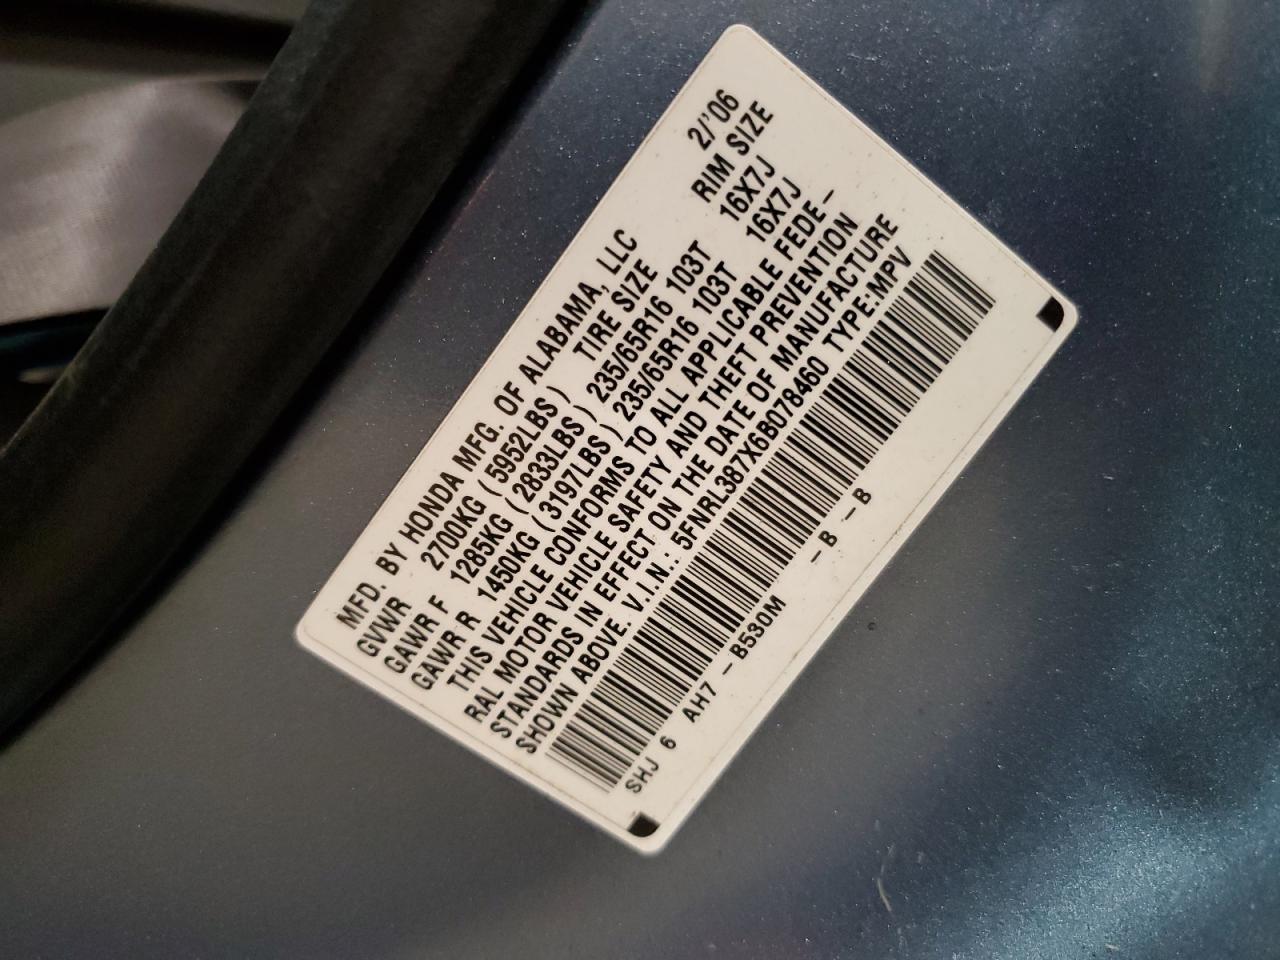 MFD. BY HONDA MFG. OF ALABAMA, LLC 2/'06
GVWR 2700KG (5952LBS) TIRE SIZE RIM SIZE
GAWR F 1285KG (2833LBS) 235/65R16 103T 16X7J
GAWR R 1450KG (3197LBS) 235/65R16 103T 16X7J
THIS VEHICLE CONFORMS TO ALL APPLICABLE FEDE-
RAL MOTOR VEHICLE SAFETY AND THEFT PREVENTION
STANDARDS IN EFFECT ON THE DATE OF MANUFACTURE
SHOWN ABOVE. V.I.N.: 5FNRL387X6B078460 TYPE:MPV
SHJ 6 AH7 -B530M -B -B